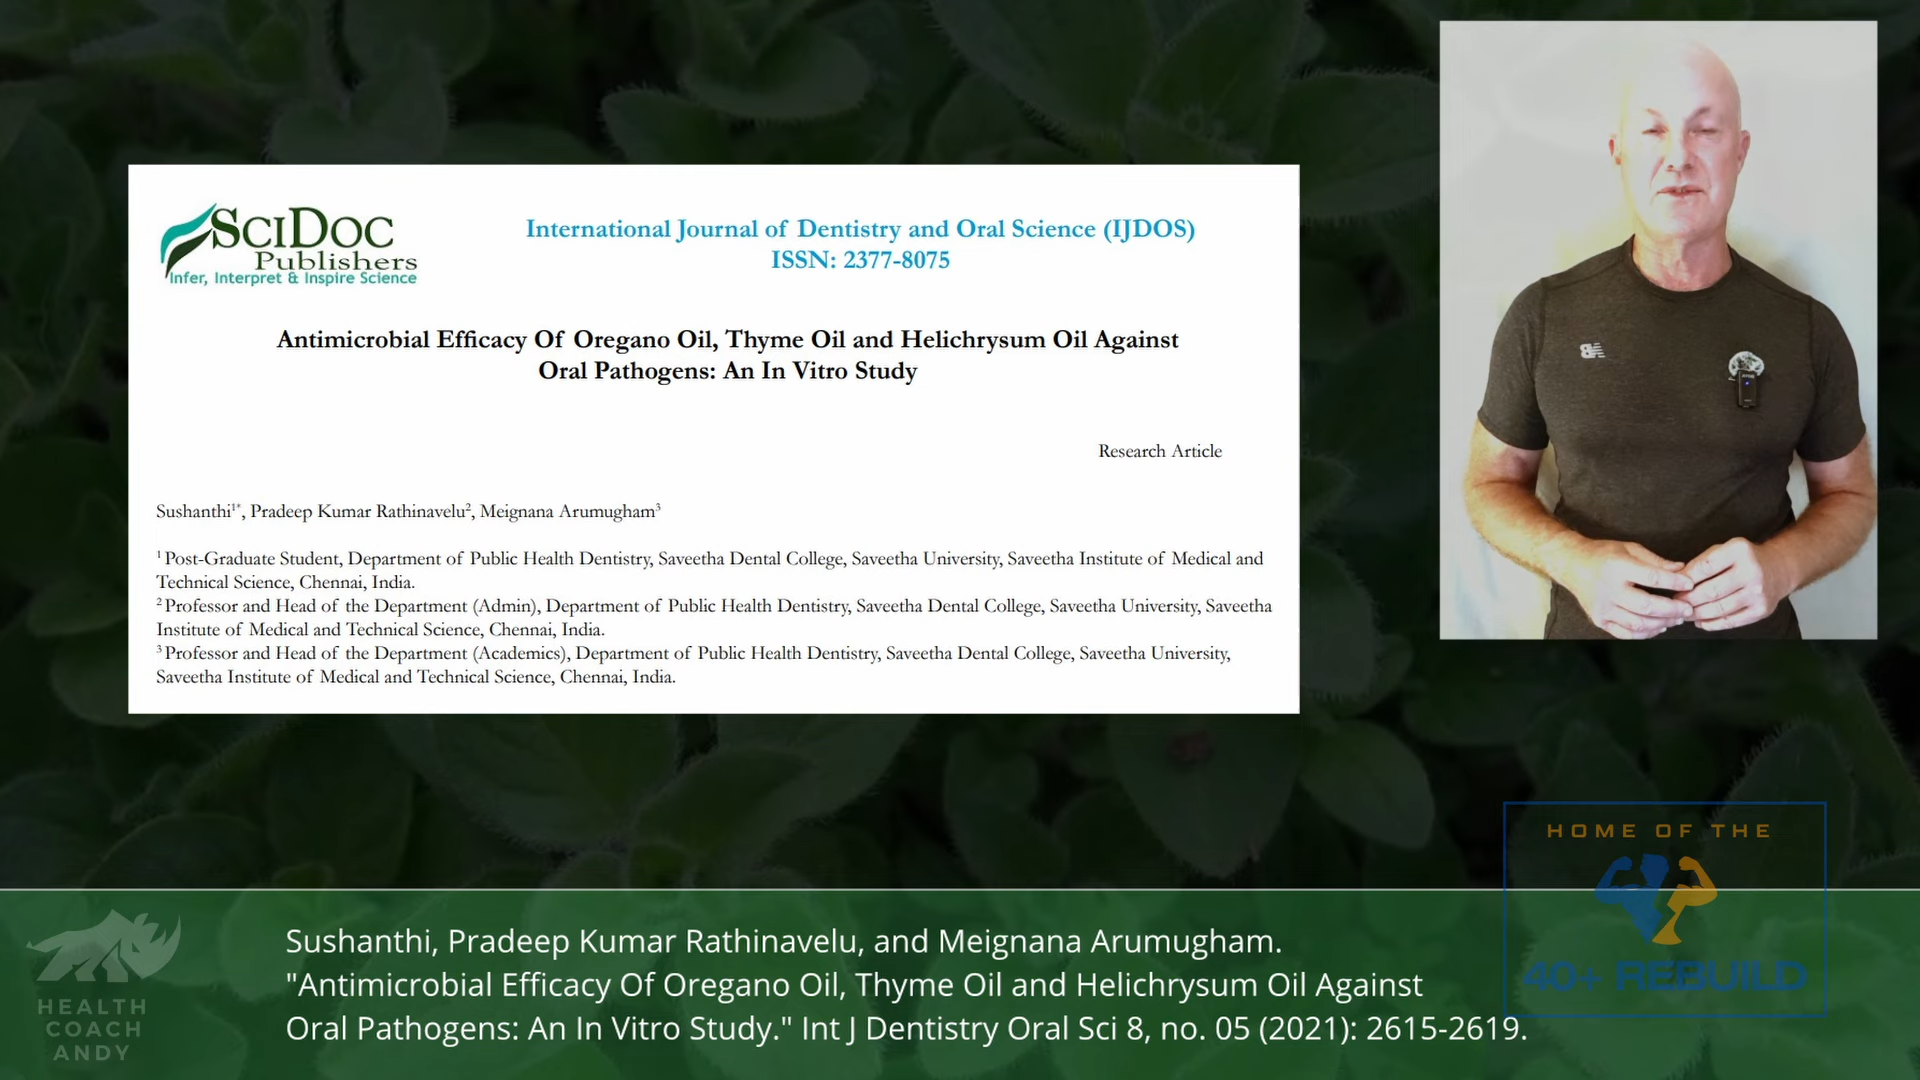 SCIDOC
Publishers
Infer, Interpret & Inspire Science
International Journal of Dentistry and Oral Science (IJDOS)
ISSN: 2377-8075
Antimicrobial Efficacy Of Oregano Oil, Thyme Oil and Helichrysum Oil Against
Oral Pathogens: An In Vitro Study
Research Article
Sushanthi1*, Pradeep Kumar Rathinavelu2, Meignana Arumugham3
1 Post-Graduate Student, Department of Public Health Dentistry, Saveetha Dental College, Saveetha University, Saveetha Institute of Medical and
Technical Science, Chennai, India.
2 Professor and Head of the Department (Admin), Department of Public Health Dentistry, Saveetha Dental College, Saveetha University, Saveetha
Institute of Medical and Technical Science, Chennai, India.
3 Professor and Head of the Department (Academics), Department of Public Health Dentistry, Saveetha Dental College, Saveetha University,
Saveetha Institute of Medical and Technical Science, Chennai, India.
HOME OF THE
40+ REBUILD
HEALTH
COACH
ANDY
Sushanthi, Pradeep Kumar Rathinavelu, and Meignana Arumugham.
"Antimicrobial Efficacy Of Oregano Oil, Thyme Oil and Helichrysum Oil Against
Oral Pathogens: An In Vitro Study." Int J Dentistry Oral Sci 8, no. 05 (2021): 2615-2619.